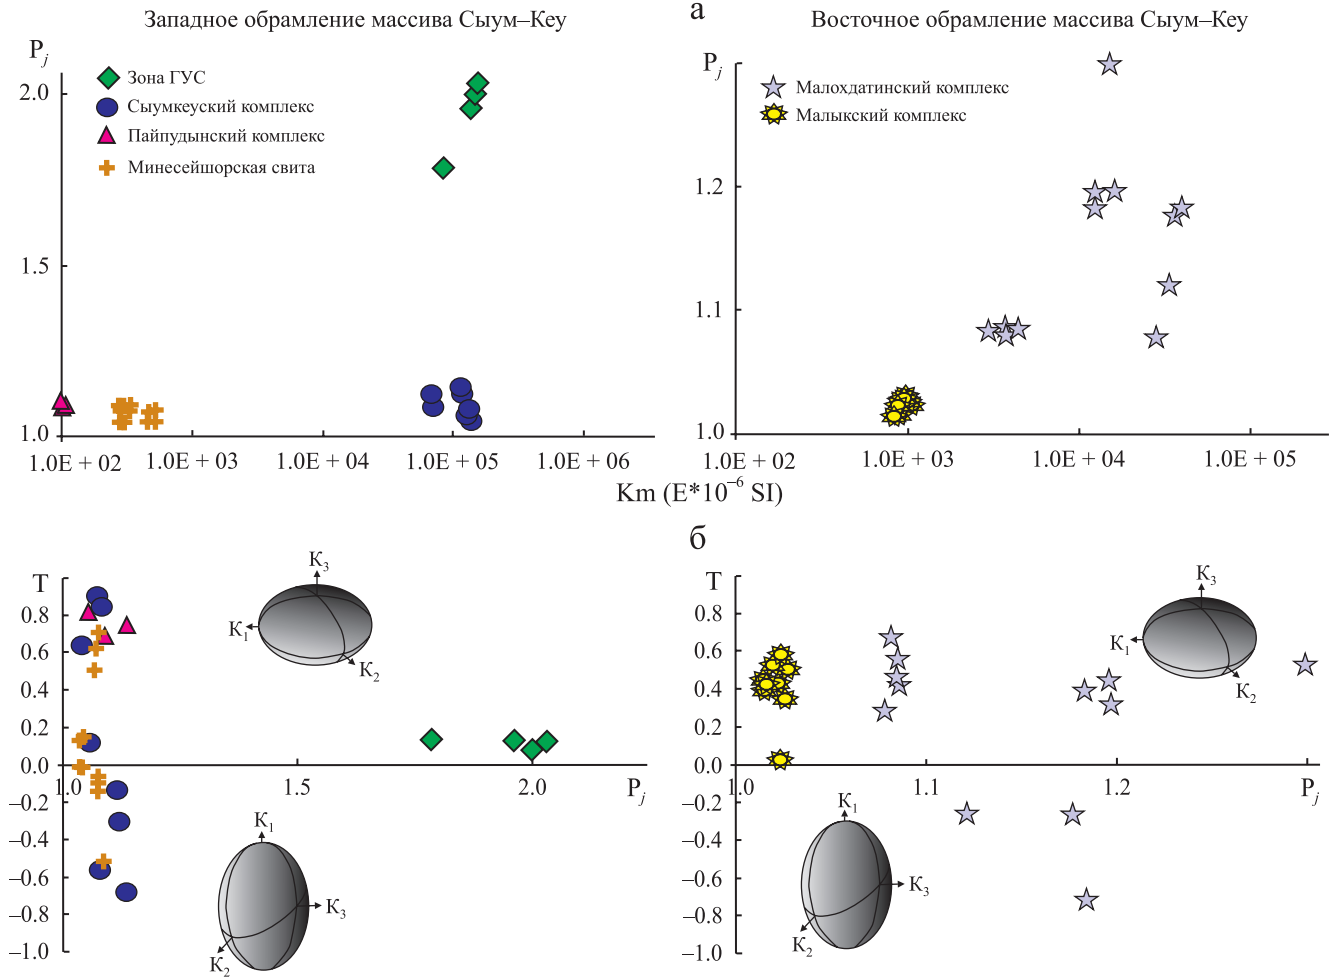 Западное обрамление массива Сыум–Кеу
а
Восточное обрамление массива Сыум–Кеу
Pj
2.0
1.5
1.0
Зона ГУС
Сыумкеуский комплекс
Пайпудынский комплекс
Минесейшорская свита
1.0E + 02 1.0E + 03 1.0E + 04 1.0E + 05 1.0E + 06
Pj
1.2
1.1
1.0
Малохдатинский комплекс
Малыкский комплекс
1.0E + 02 1.0E + 03 1.0E + 04 1.0E + 05
Km (E*10⁻⁶ SI)
б
T
0.8
0.6
0.4
0.2
0.0
–0.2
–0.4
–0.6
–0.8
–1.0
1.0 1.5 2.0 Pj
K3
K1
K2
K1
K3
K2
T
0.8
0.6
0.4
0.2
0.0
–0.2
–0.4
–0.6
–0.8
–1.0
1.0 1.1 1.2 Pj
K3
K1
K2
K1
K3
K2